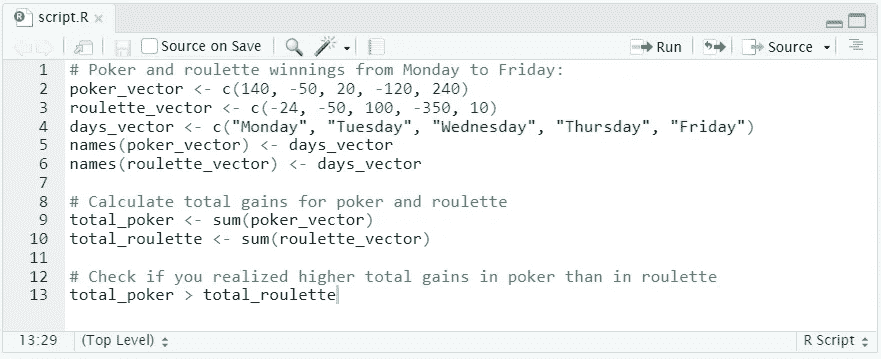 script.R
Source on Save
Run
Source
1 # Poker and roulette winnings from Monday to Friday:
2 poker_vector <- c(140, -50, 20, -120, 240)
3 roulette_vector <- c(-24, -50, 100, -350, 10)
4 days_vector <- c("Monday", "Tuesday", "Wednesday", "Thursday", "Friday")
5 names(poker_vector) <- days_vector
6 names(roulette_vector) <- days_vector
7
8 # Calculate total gains for poker and roulette
9 total_poker <- sum(poker_vector)
10 total_roulette <- sum(roulette_vector)
11
12 # Check if you realized higher total gains in poker than in roulette
13 total_poker > total_roulette
13:29 (Top Level) R Script